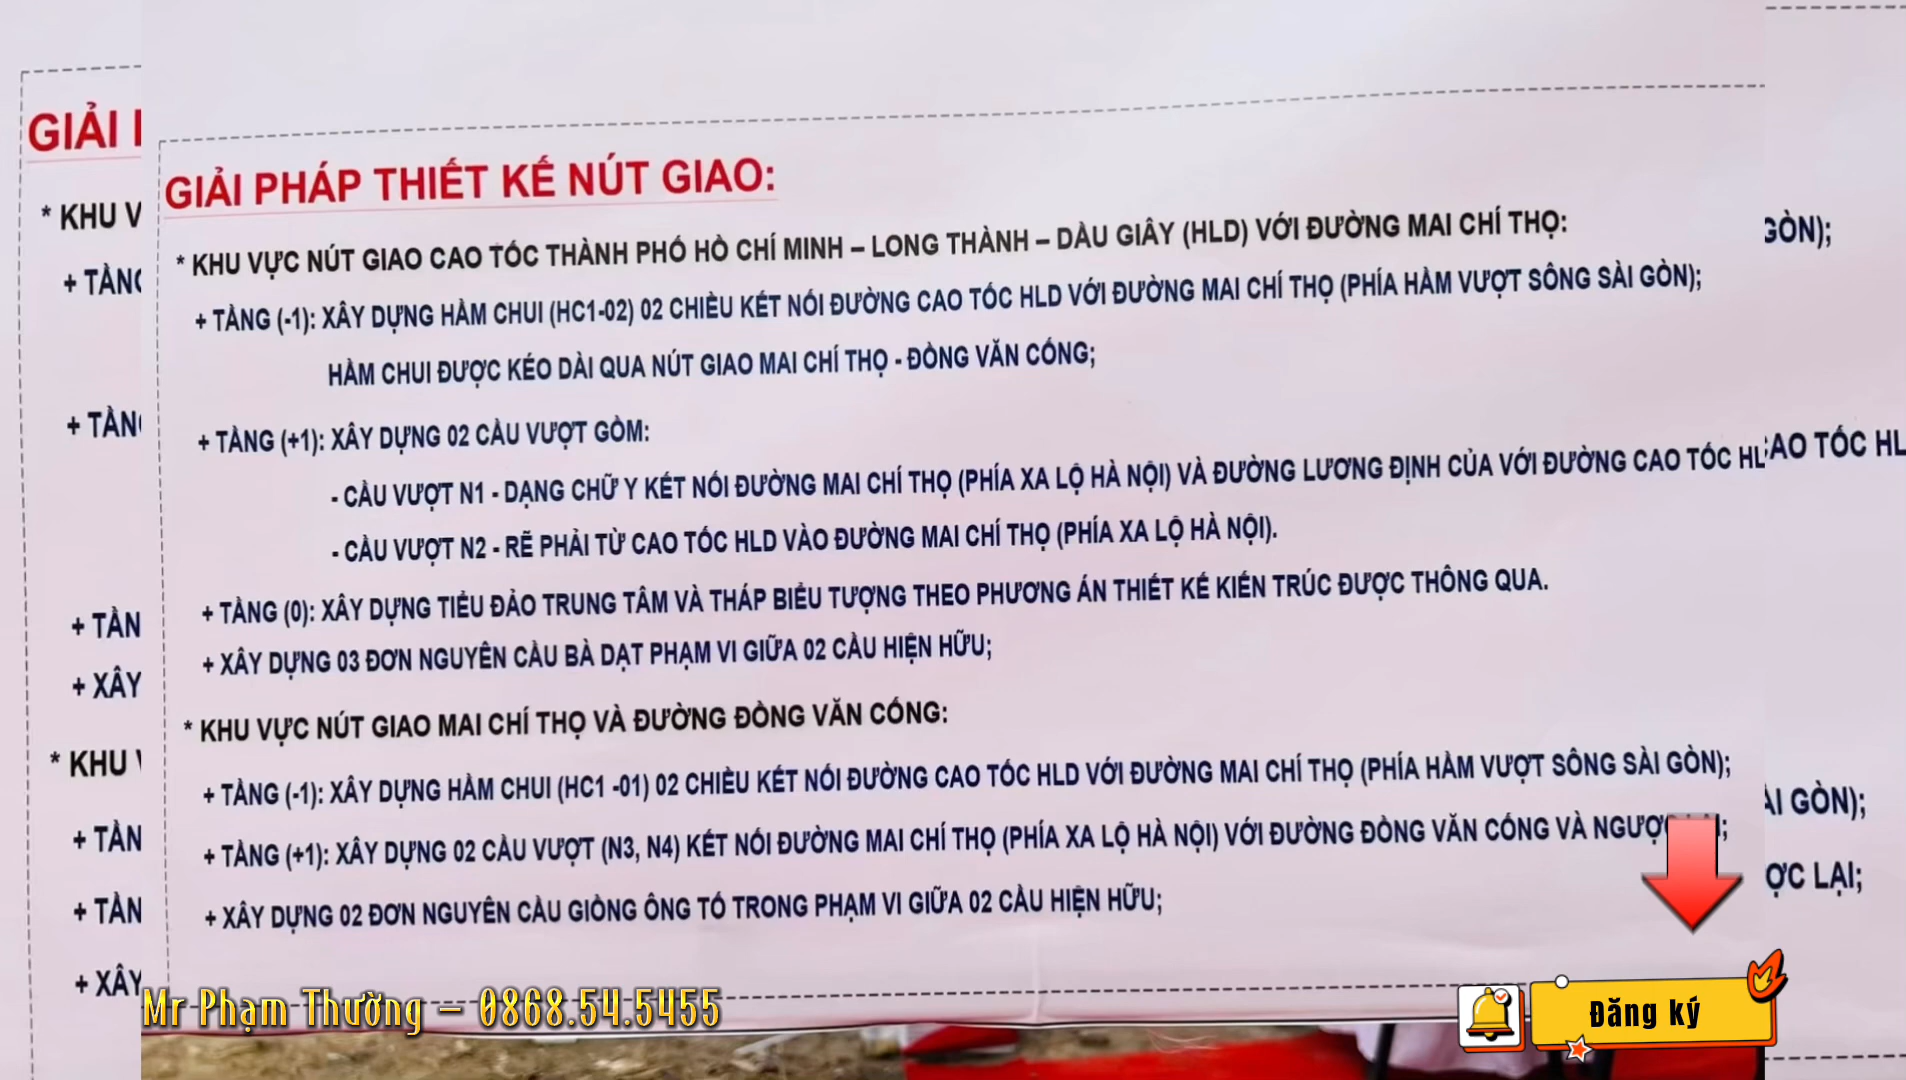 GIẢI PHÁP THIẾT KẾ NÚT GIAO:
* KHU VỰC NÚT GIAO CAO TỐC THÀNH PHỐ HỒ CHÍ MINH – LONG THÀNH – DẦU GIÂY (HLD) VỚI ĐƯỜNG MAI CHÍ THỌ:
+ TẦNG (-1): XÂY DỰNG HẦM CHUI (HC1-02) 02 CHIỀU KẾT NỐI ĐƯỜNG CAO TỐC HLD VỚI ĐƯỜNG MAI CHÍ THỌ (PHÍA HẦM VƯỢT SÔNG SÀI GÒN);
HẦM CHUI ĐƯỢC KÉO DÀI QUA NÚT GIAO MAI CHÍ THỌ - ĐỒNG VĂN CỐNG;
+ TẦNG (+1): XÂY DỰNG 02 CẦU VƯỢT GỒM:
- CẦU VƯỢT N1 - DẠNG CHỮ Y KẾT NỐI ĐƯỜNG MAI CHÍ THỌ (PHÍA XA LỘ HÀ NỘI) VÀ ĐƯỜNG LƯƠNG ĐỊNH CỦA VỚI ĐƯỜNG CAO TỐC HL
- CẦU VƯỢT N2 - RẼ PHẢI TỪ CAO TỐC HLD VÀO ĐƯỜNG MAI CHÍ THỌ (PHÍA XA LỘ HÀ NỘI).
+ TẦNG (0): XÂY DỰNG TIỂU ĐẢO TRUNG TÂM VÀ THÁP BIỂU TƯỢNG THEO PHƯƠNG ÁN THIẾT KẾ KIẾN TRÚC ĐƯỢC THÔNG QUA.
+ XÂY DỰNG 03 ĐƠN NGUYÊN CẦU BÀ DẠT PHẠM VI GIỮA 02 CẦU HIỆN HỮU;
* KHU VỰC NÚT GIAO MAI CHÍ THỌ VÀ ĐƯỜNG ĐỒNG VĂN CỐNG:
+ TẦNG (-1): XÂY DỰNG HẦM CHUI (HC1 -01) 02 CHIỀU KẾT NỐI ĐƯỜNG CAO TỐC HLD VỚI ĐƯỜNG MAI CHÍ THỌ (PHÍA HẦM VƯỢT SÔNG SÀI GÒN);
+ TẦNG (+1): XÂY DỰNG 02 CẦU VƯỢT (N3, N4) KẾT NỐI ĐƯỜNG MAI CHÍ THỌ (PHÍA XA LỘ HÀ NỘI) VỚI ĐƯỜNG ĐỒNG VĂN CỐNG VÀ NGƯỢC LẠI;
+ XÂY DỰNG 02 ĐƠN NGUYÊN CẦU GIỒNG ÔNG TỐ TRONG PHẠM VI GIỮA 02 CẦU HIỆN HỮU;
Mr Phạm Thường – 0868.54.5455
Đăng ký